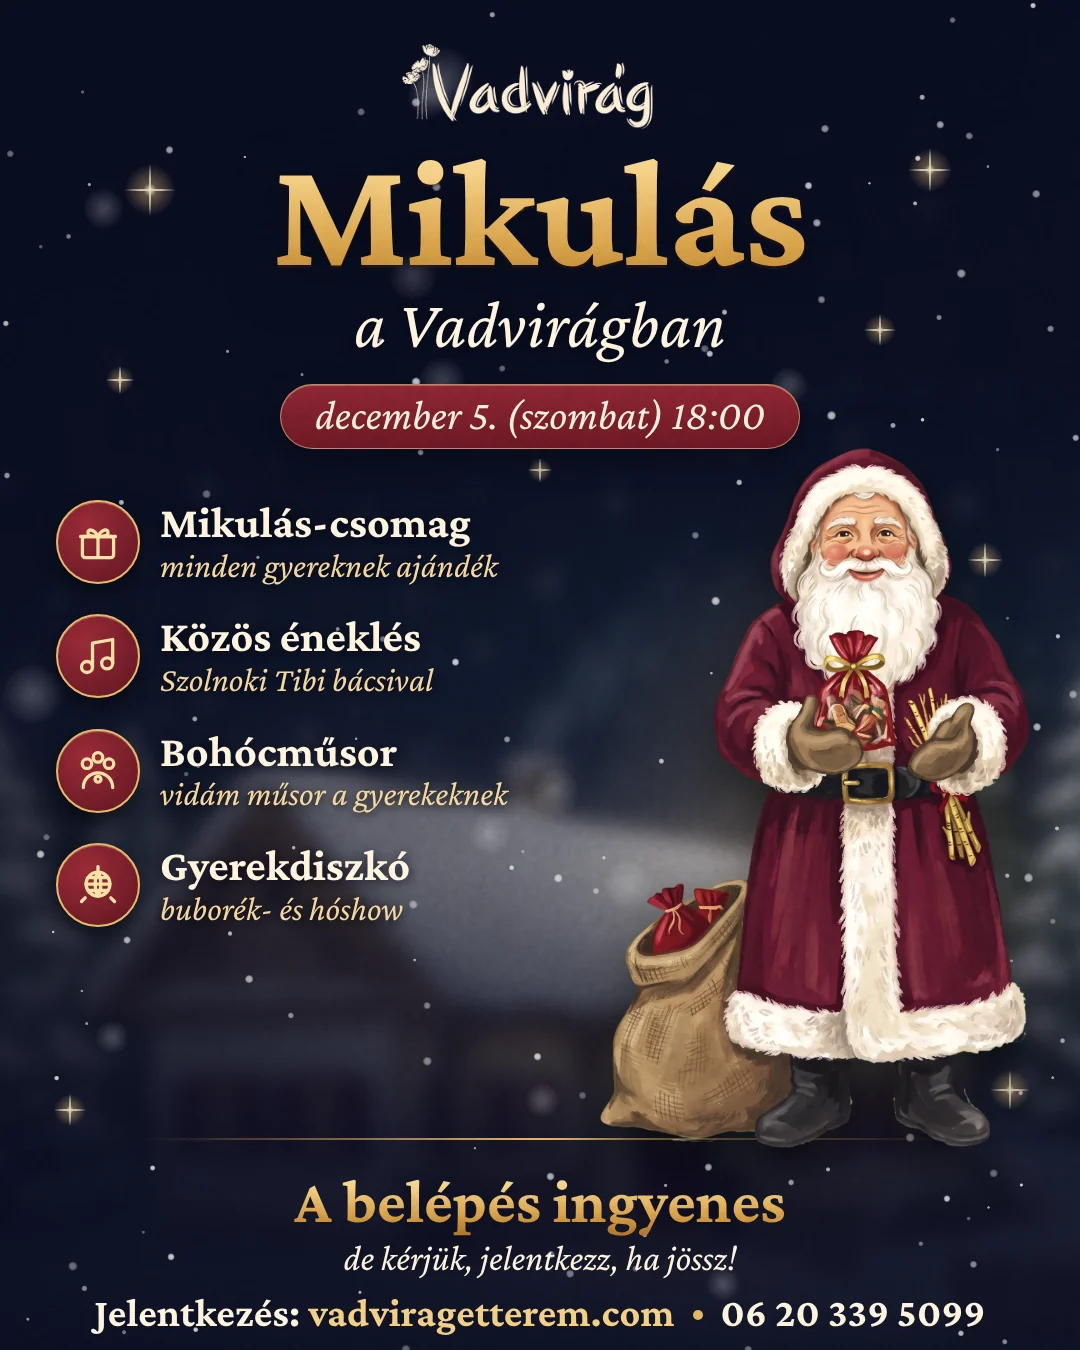 Vadvirág
Mikulás
a Vadvirágban
december 5. (szombat) 18:00
Mikulás-csomag
minden gyereknek ajándék
Közös éneklés
Szolnoki Tibi bácsival
Bohócműsor
vidám műsor a gyerekeknek
Gyerekdiszkó
buborék- és hóshow
A belépés ingyenes
de kérjük, jelentkezz, ha jössz!
Jelentkezés: vadviragetterem.com • 06 20 339 5099